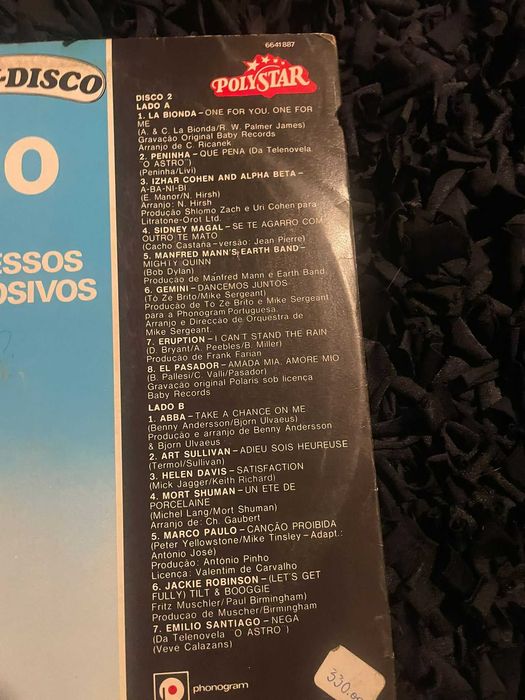 -DISCO
O
ESSOS
OSIVOS
6641 887
POLYSTAR
DISCO 2
LADO A
1. LA BIONDA – ONE FOR YOU, ONE FOR
ME
(A. & C. La Bionda/R. W. Palmer James)
Gravação Original Baby Records
Arranjo de C. Ricanek
2. PENINHA – QUE PENA (Da Telenovela
"O ASTRO")
(Peninha/Livi)
3. IZHAR COHEN AND ALPHA BETA –
A-BA-NI-BI
(E. Manor/N. Hirsh)
Arranjo: N. Hirsh
Produção Shlomo Zach e Uri Cohen para
Litratone-Orot Ltd.
4. SIDNEY MAGAL – SE TE AGARRO COM
OUTRO TE MATO
(Cacho Castana – versão: Jean Pierre)
5. MANFRED MANN'S EARTH BAND –
MIGHTY QUINN
(Bob Dylan)
Produção de Manfred Mann e Earth Band
6. GEMINI – DANCEMOS JUNTOS
(To Ze Brito/Mike Sergeant)
Produção de To Ze Brito e Mike Sergeant
para a Phonogram Portuguesa
Arranjo e Direcção de Orquestra de
Mike Sergeant.
7. ERUPTION – I CAN'T STAND THE RAIN
(D. Bryant/A. Peebles/B. Miller)
Produção de Frank Farian
8. EL PASADOR – AMADA MIA, AMORE MIO
(B. Pallesi/C. Valli/Pasador)
Gravação original Polaris sob licença
Baby Records
LADO B
1. ABBA – TAKE A CHANCE ON ME
(Benny Andersson/Bjorn Ulvaeus)
Produção e arranjo de Benny Andersson
& Bjorn Ulvaeus
2. ART SULLIVAN – ADIEU SOIS HEUREUSE
(Termol/Sullivan)
3. HELEN DAVIS – SATISFACTION
(Mick Jagger/Keith Richard)
4. MORT SHUMAN – UN ETE DE
PORCELAINE
(Michel Lang/Mort Shuman)
Arranjo de: Ch. Gaubert
5. MARCO PAULO – CANÇÃO PROIBIDA
(Peter Yellowstone/Mike Tinsley – Adapt.:
António José)
Produção: António Pinho
Licença: Valentim de Carvalho
6. JACKIE ROBINSON – (LET'S GET
FULLY) TILT & BOOGGIE
Fritz Muschler/Paul Birmingham)
Producao de Muscher/Birmingham
7. EMILIO SANTIAGO – NEGA
(Da Telenovela "O ASTRO")
(Veve Calazans)
phonogram
330.00